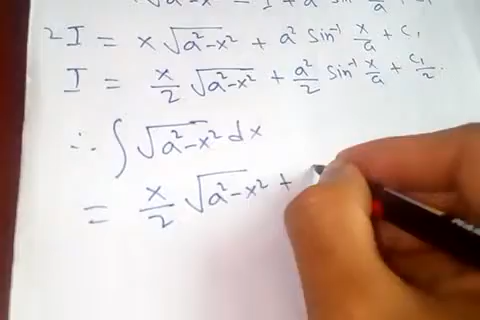 2I = x √(a²-x²) + a² sin⁻¹ x/a + c₁
I = x/2 √(a²-x²) + a²/2 sin⁻¹ x/a + c₁/2.
∴ ∫ √(a²-x²) dx
= x/2 √(a²-x²) +